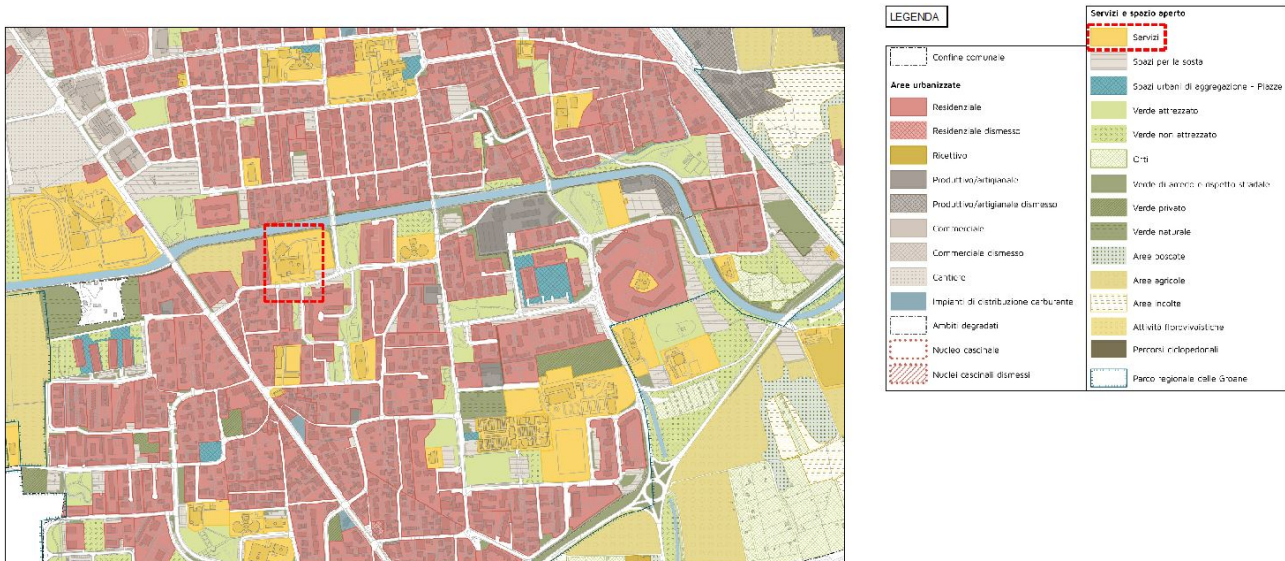 LEGENDA
Confine comunale
Aree urbanizzate
Residenziale
Residenziale dismesso
Ricettivo
Produttivo/artigianale
Produttivo/artigianale dismesso
Commerciale
Commerciale dismesso
Cantiere
Impianti di distribuzione carburante
Ambiti degradati
Nucleo cascinale
Nuclei cascinali dismessi
Servizi e spazio aperto
Servizi
Spazi per la sosta
Spazi urbani di aggregazione - Piazze
Verde attrezzato
Verde non attrezzato
Orti
Verde di arredo e rispetto stradale
Verde privato
Verde naturale
Aree boscate
Aree agricole
Aree incolte
Attività florovivaistiche
Percorsi ciclopedonali
Parco regionale delle Groane